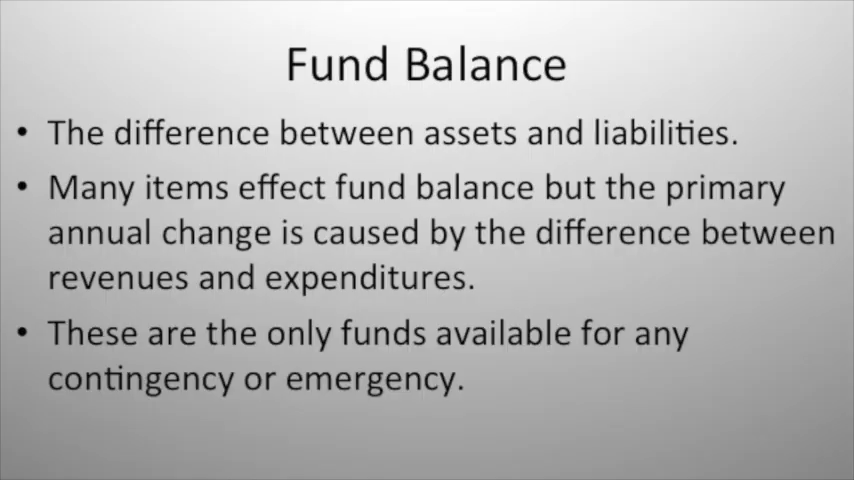 Fund Balance
• The difference between assets and liabilities.
• Many items effect fund balance but the primary
annual change is caused by the difference between
revenues and expenditures.
• These are the only funds available for any
contingency or emergency.